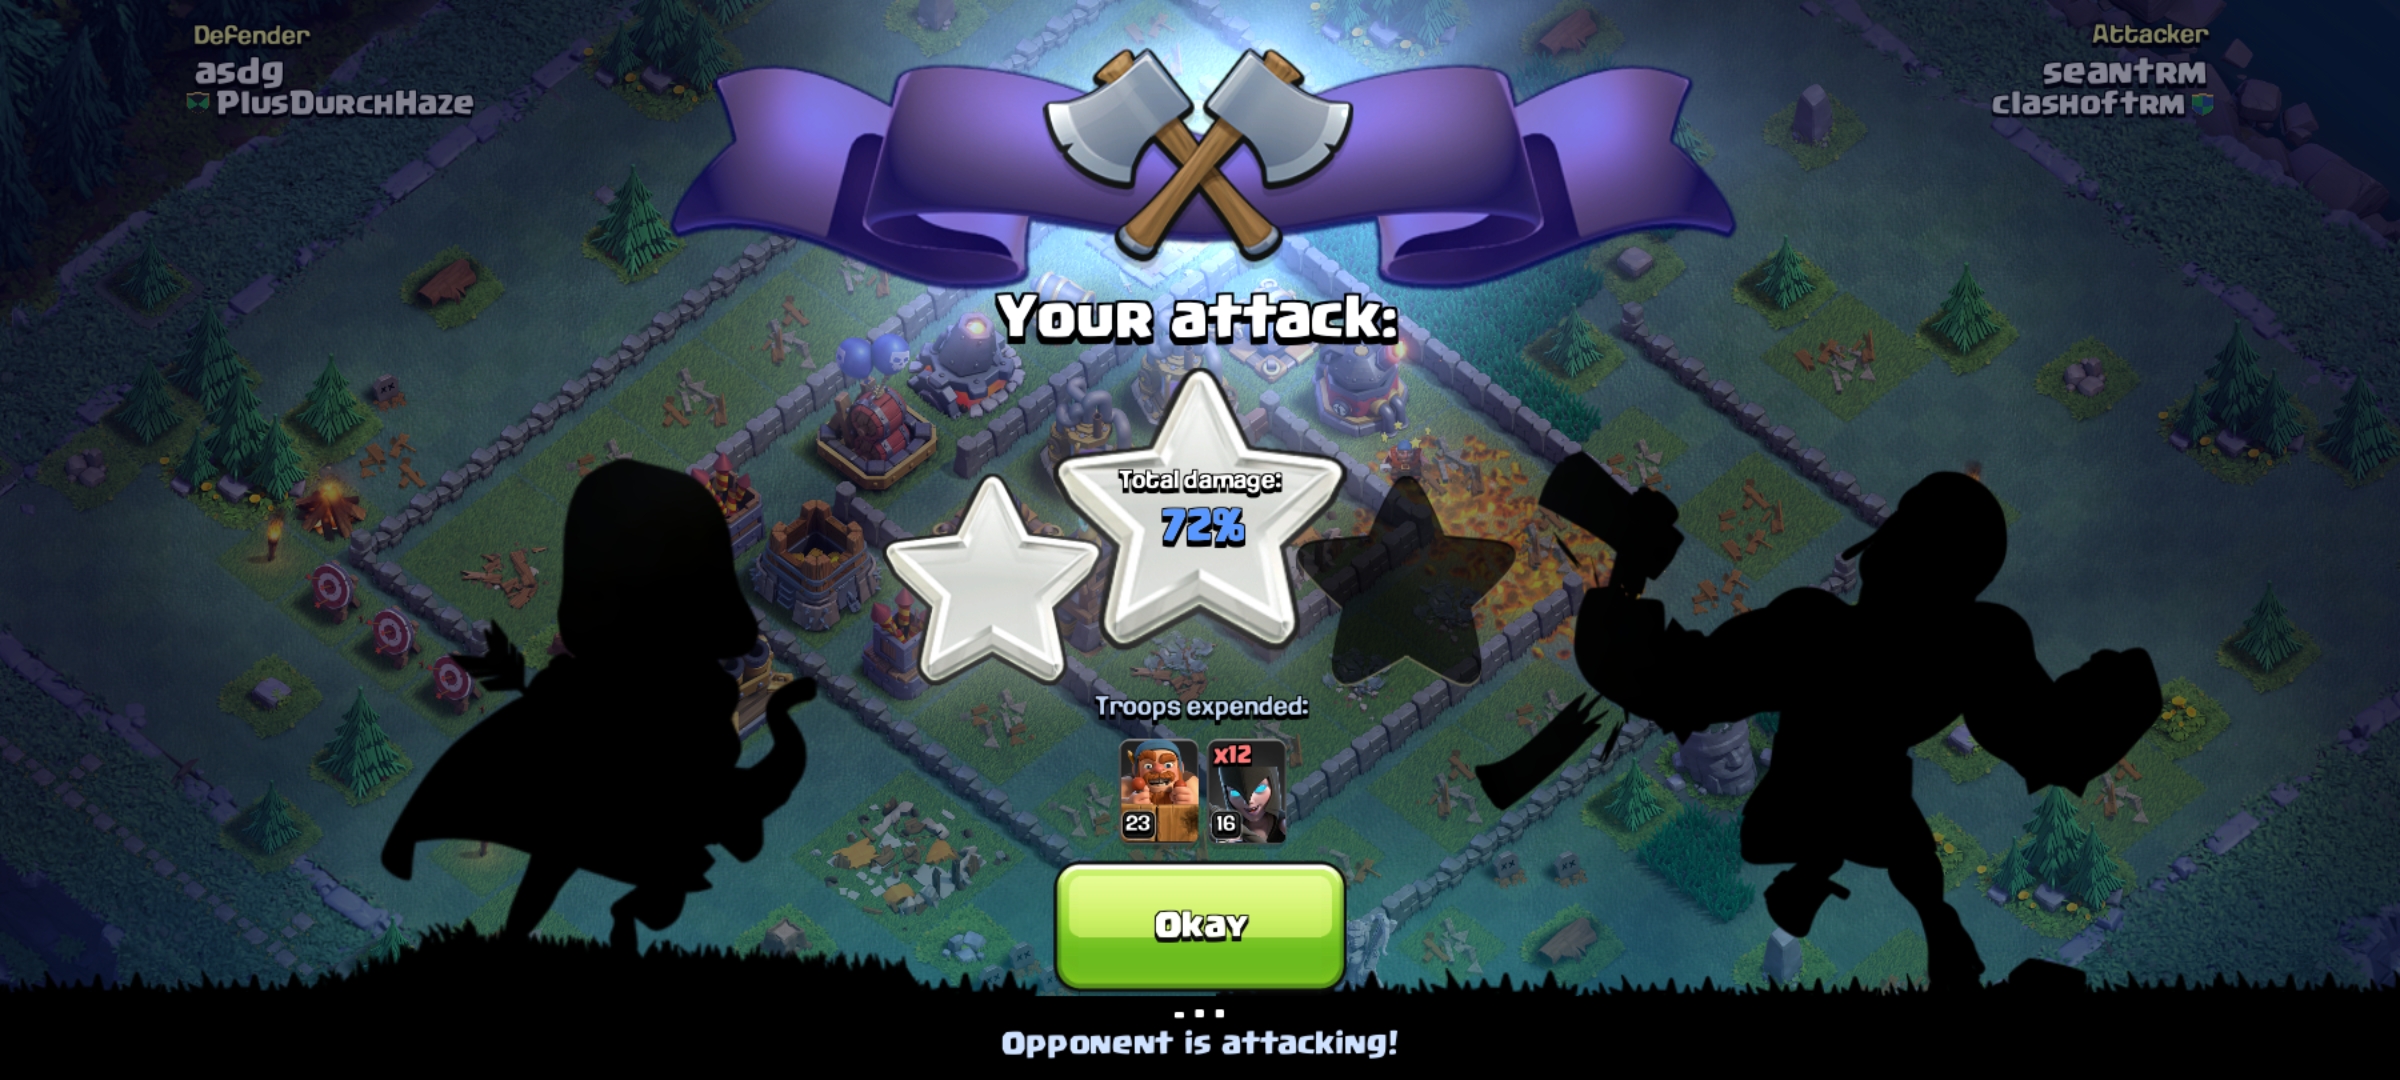 Defender
asdg
PlusDurchHaze
Attacker
seantrm
clashoftrm
Your attack:
Total damage:
72%
Troops expended:
x12
23
16
Okay
...
Opponent is attacking!